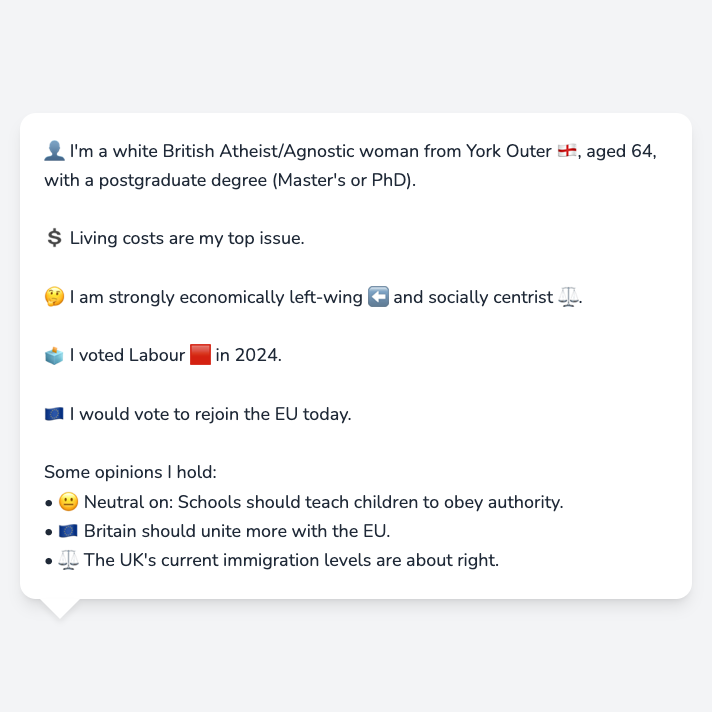 👤 I'm a white British Atheist/Agnostic woman from York Outer 🏴󠁧󠁢󠁥󠁮󠁧󠁿, aged 64,
with a postgraduate degree (Master's or PhD).
💲 Living costs are my top issue.
🤔 I am strongly economically left-wing ⬅️ and socially centrist ⚖️.
🗳️ I voted Labour 🟥 in 2024.
🇪🇺 I would vote to rejoin the EU today.
Some opinions I hold:
• 😐 Neutral on: Schools should teach children to obey authority.
• 🇪🇺 Britain should unite more with the EU.
• ⚖️ The UK's current immigration levels are about right.